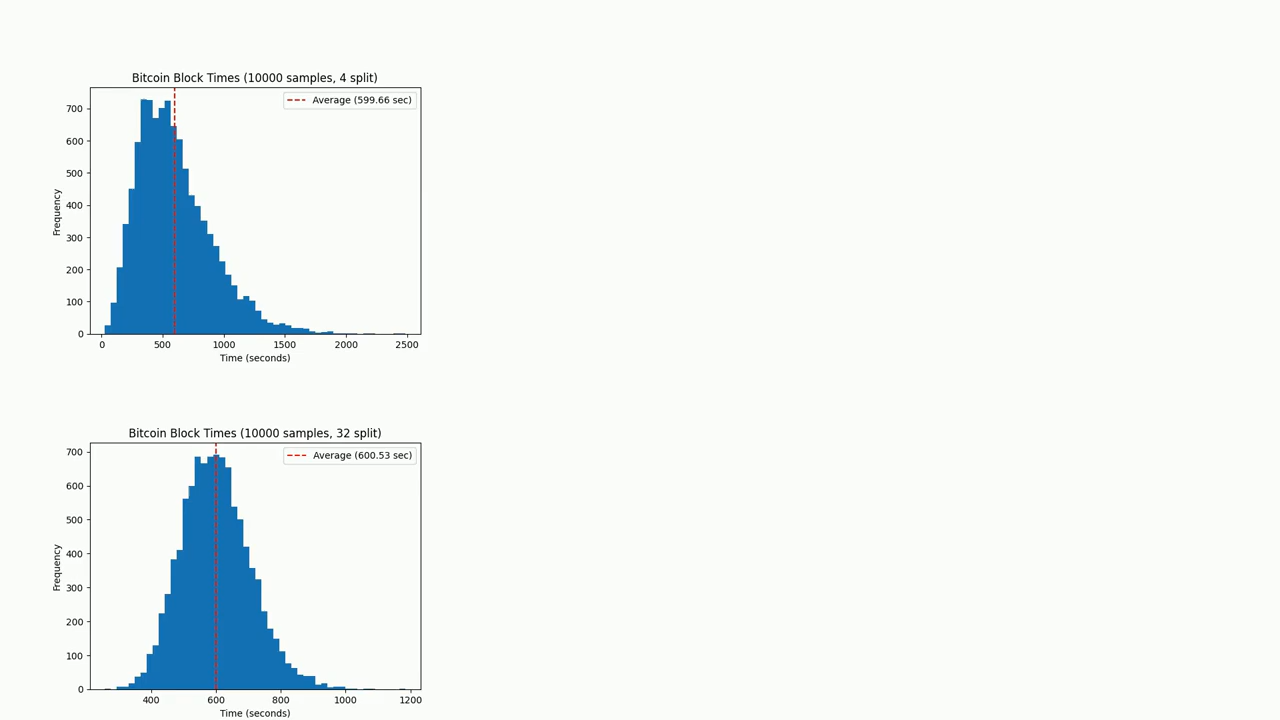 Bitcoin Block Times (10000 samples, 4 split)
Average (599.66 sec)
700
600
500
400
300
200
100
0
Frequency
0 500 1000 1500 2000 2500
Time (seconds)
Bitcoin Block Times (10000 samples, 32 split)
Average (600.53 sec)
700
600
500
400
300
200
100
0
Frequency
400 600 800 1000 1200
Time (seconds)